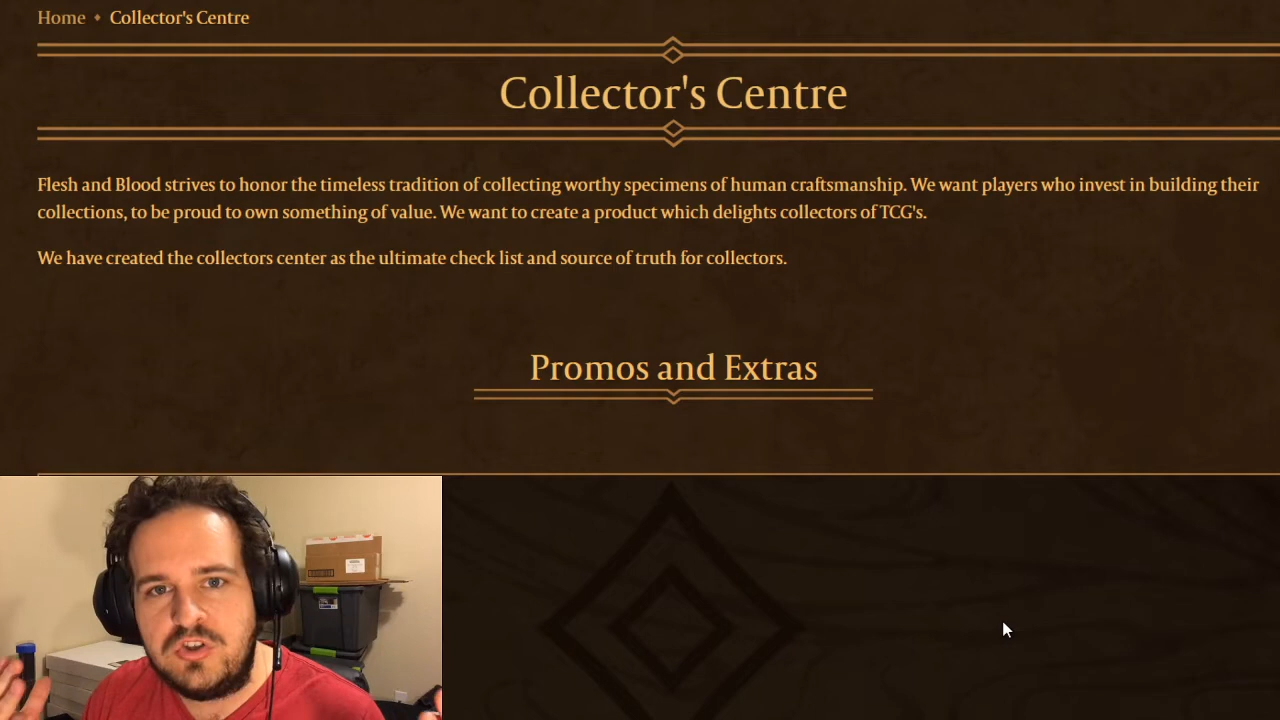 Home ♦ Collector's Centre
Collector's Centre
Flesh and Blood strives to honor the timeless tradition of collecting worthy specimens of human craftsmanship. We want players who invest in building their
collections, to be proud to own something of value. We want to create a product which delights collectors of TCG's.
We have created the collectors center as the ultimate check list and source of truth for collectors.
Promos and Extras